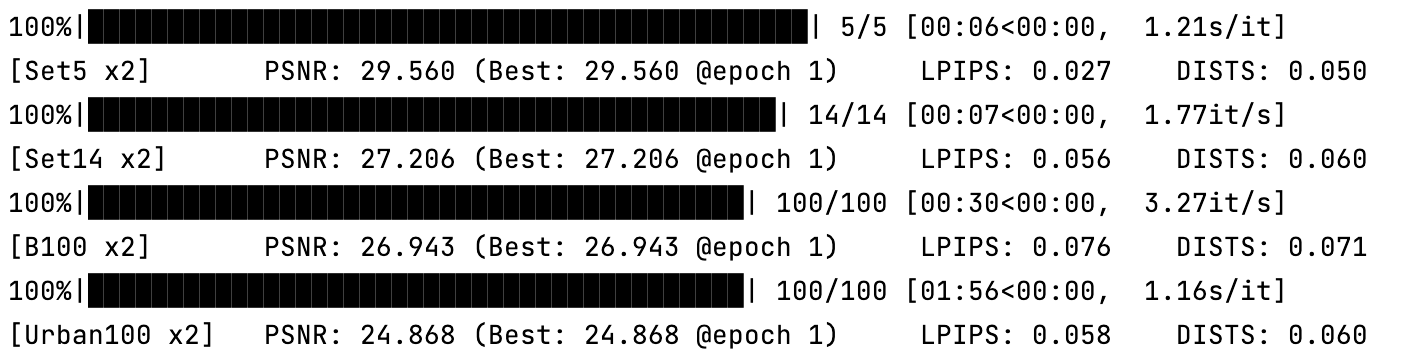 100%|██████████████████████████████████████████████| 5/5 [00:06<00:00,  1.21s/it]
[Set5 x2]       PSNR: 29.560 (Best: 29.560 @epoch 1)     LPIPS: 0.027    DISTS: 0.050
100%|████████████████████████████████████████████| 14/14 [00:07<00:00,  1.77it/s]
[Set14 x2]      PSNR: 27.206 (Best: 27.206 @epoch 1)     LPIPS: 0.056    DISTS: 0.060
100%|██████████████████████████████████████████| 100/100 [00:30<00:00,  3.27it/s]
[B100 x2]       PSNR: 26.943 (Best: 26.943 @epoch 1)     LPIPS: 0.076    DISTS: 0.071
100%|██████████████████████████████████████████| 100/100 [01:56<00:00,  1.16s/it]
[Urban100 x2]   PSNR: 24.868 (Best: 24.868 @epoch 1)     LPIPS: 0.058    DISTS: 0.060